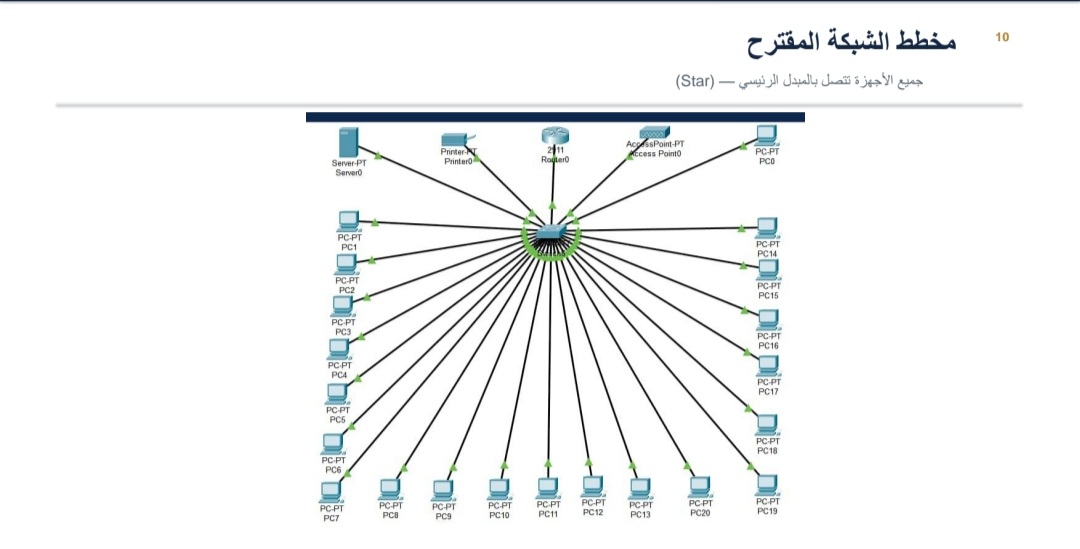 10
مخطط الشبكة المقترح
جميع الأجهزة تتصل بالمبدل الرئيسي — (Star)
Server-PT
Server0
Printer-PT
Printer0
2911
Router0
AccessPoint-PT
Access Point0
PC-PT
PC0
PC-PT
PC1
PC-PT
PC14
PC-PT
PC2
PC-PT
PC15
PC-PT
PC3
PC-PT
PC16
PC-PT
PC4
PC-PT
PC17
PC-PT
PC5
PC-PT
PC18
PC-PT
PC6
PC-PT
PC7
PC-PT
PC8
PC-PT
PC9
PC-PT
PC10
PC-PT
PC11
PC-PT
PC12
PC-PT
PC13
PC-PT
PC20
PC-PT
PC19